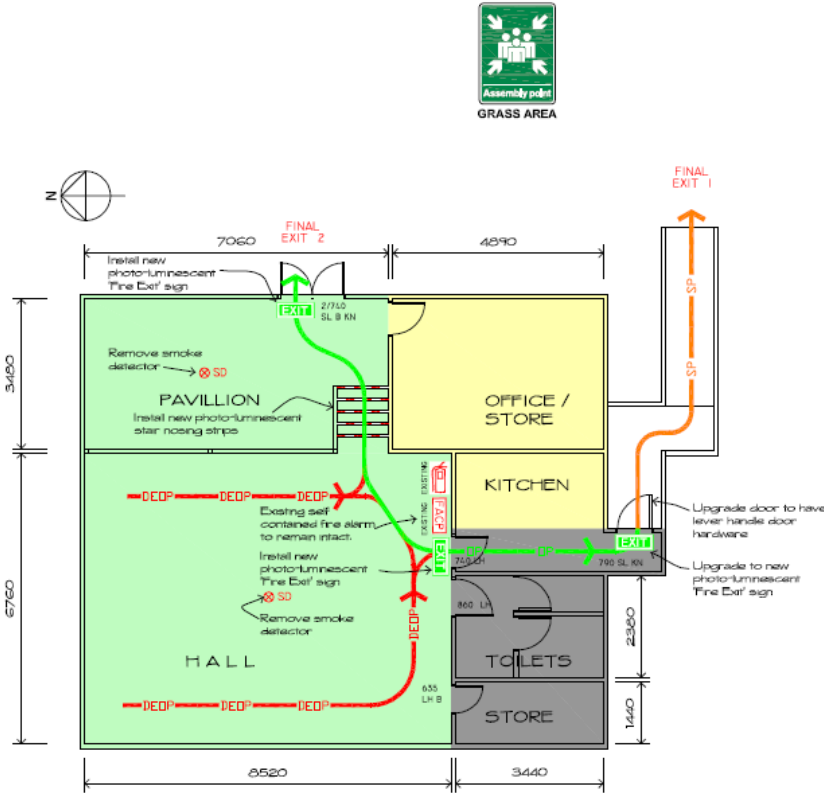 Assembly point
GRASS AREA
N
FINAL
EXIT 1
FINAL
EXIT 2
7060
4890
Install new
photo-luminescent
'Fire Exit' sign
EXIT
2/740
SL B KN
SP
SP
3480
Remove smoke
detector
SD
PAVILLION
Install new photo-luminescent
stair nosing strips
OFFICE /
STORE
KITCHEN
EXISTING
EXISTING
FACP
DEOP
DEOP
DEOP
Existing self
contained fire alarm
to remain intact.
Upgrade door to have
lever handle door
hardware
Install new
photo-luminescent
'Fire Exit' sign
EXIT
740 LH
OP
OP
EXIT
790 SL KN
Upgrade to new
photo-luminescent
'Fire Exit' sign
6760
SD
Remove smoke
detector
DEOP
860 LH
2380
HALL
TOILETS
635
LH B
DEOP
DEOP
DEOP
STORE
1440
8520
3440